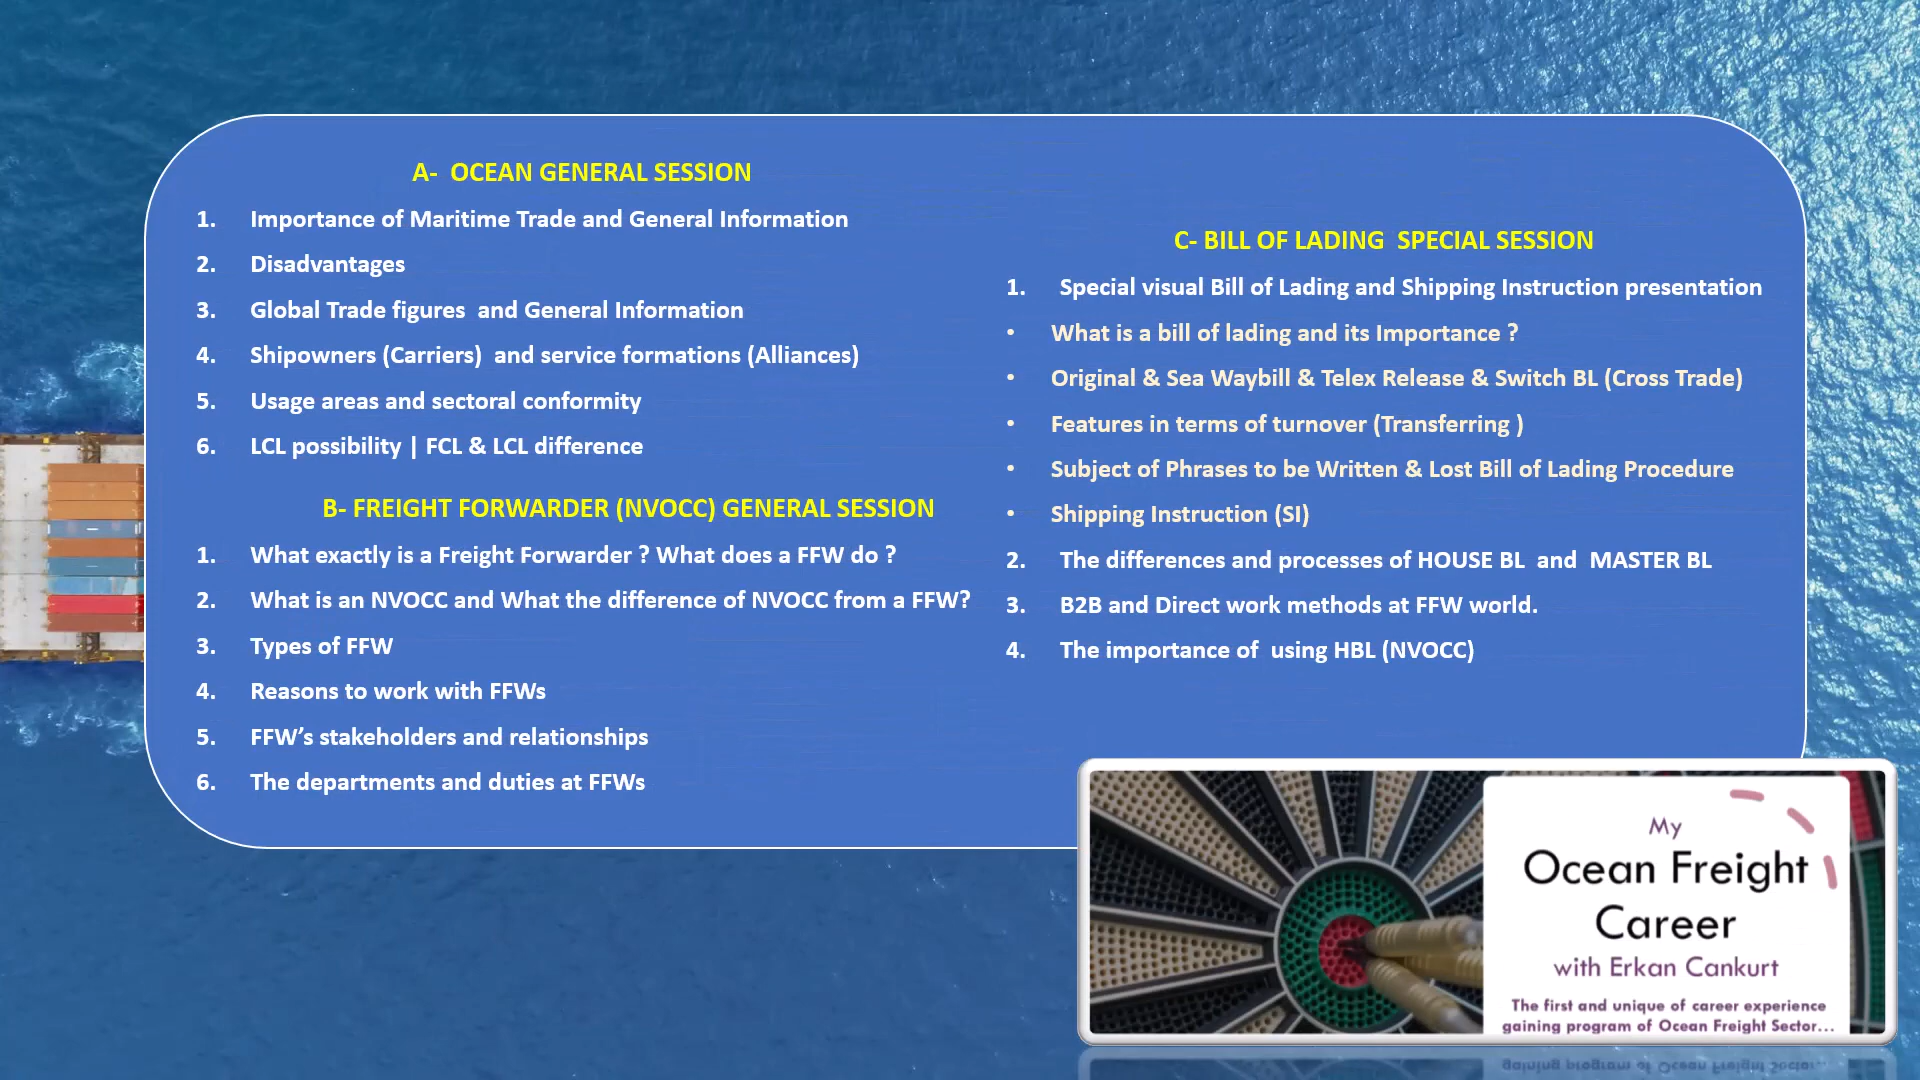 A- OCEAN GENERAL SESSION
1. Importance of Maritime Trade and General Information
2. Disadvantages
3. Global Trade figures and General Information
4. Shipowners (Carriers) and service formations (Alliances)
5. Usage areas and sectoral conformity
6. LCL possibility | FCL & LCL difference
B- FREIGHT FORWARDER (NVOCC) GENERAL SESSION
1. What exactly is a Freight Forwarder ? What does a FFW do ?
2. What is an NVOCC and What the difference of NVOCC from a FFW?
3. Types of FFW
4. Reasons to work with FFWs
5. FFW’s stakeholders and relationships
6. The departments and duties at FFWs
C- BILL OF LADING SPECIAL SESSION
1. Special visual Bill of Lading and Shipping Instruction presentation
• What is a bill of lading and its Importance ?
• Original & Sea Waybill & Telex Release & Switch BL (Cross Trade)
• Features in terms of turnover (Transferring )
• Subject of Phrases to be Written & Lost Bill of Lading Procedure
• Shipping Instruction (SI)
2. The differences and processes of HOUSE BL and MASTER BL
3. B2B and Direct work methods at FFW world.
4. The importance of using HBL (NVOCC)
My
Ocean Freight
Career
with Erkan Cankurt
The first and unique of career experience
gaining program of Ocean Freight Sector...